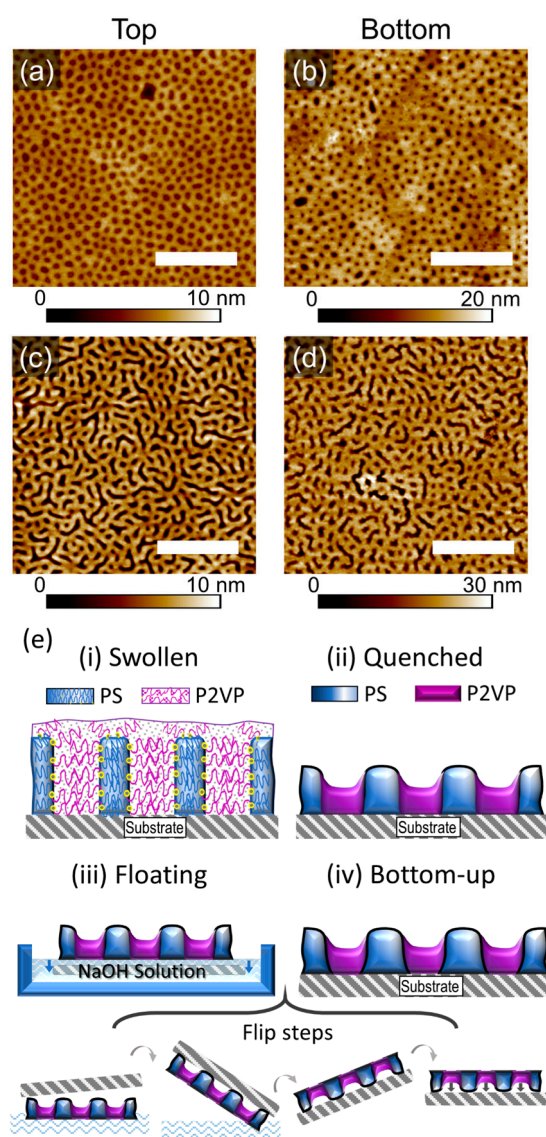 Top Bottom
(a) (b)
0 10 nm 0 20 nm
(c) (d)
0 10 nm 0 30 nm
(e)
(i) Swollen (ii) Quenched
PS P2VP PS P2VP
Substrate Substrate
(iii) Floating (iv) Bottom-up
NaOH Solution Substrate
Flip steps